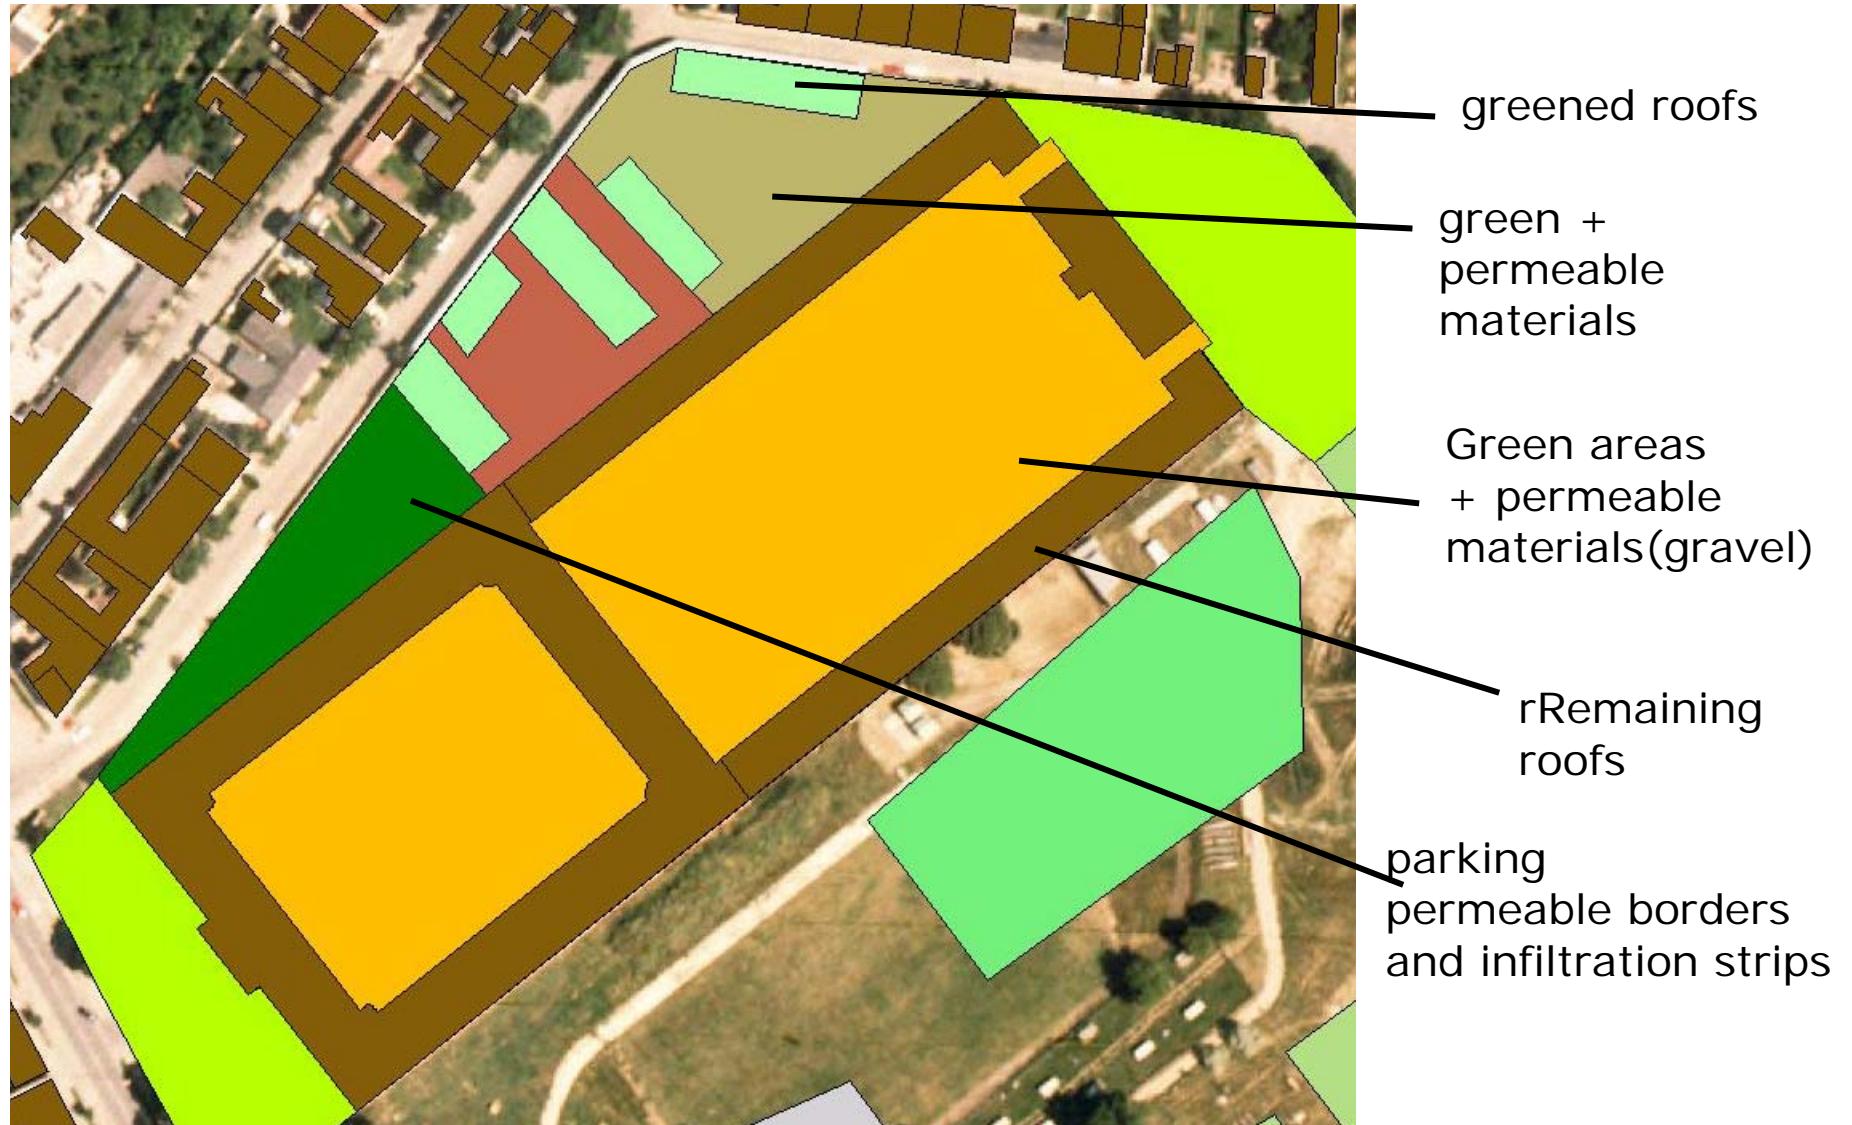 greened roofs
green +
permeable
materials
Green areas
+ permeable
materials(gravel)
rRemaining
roofs
parking
permeable borders
and infiltration strips